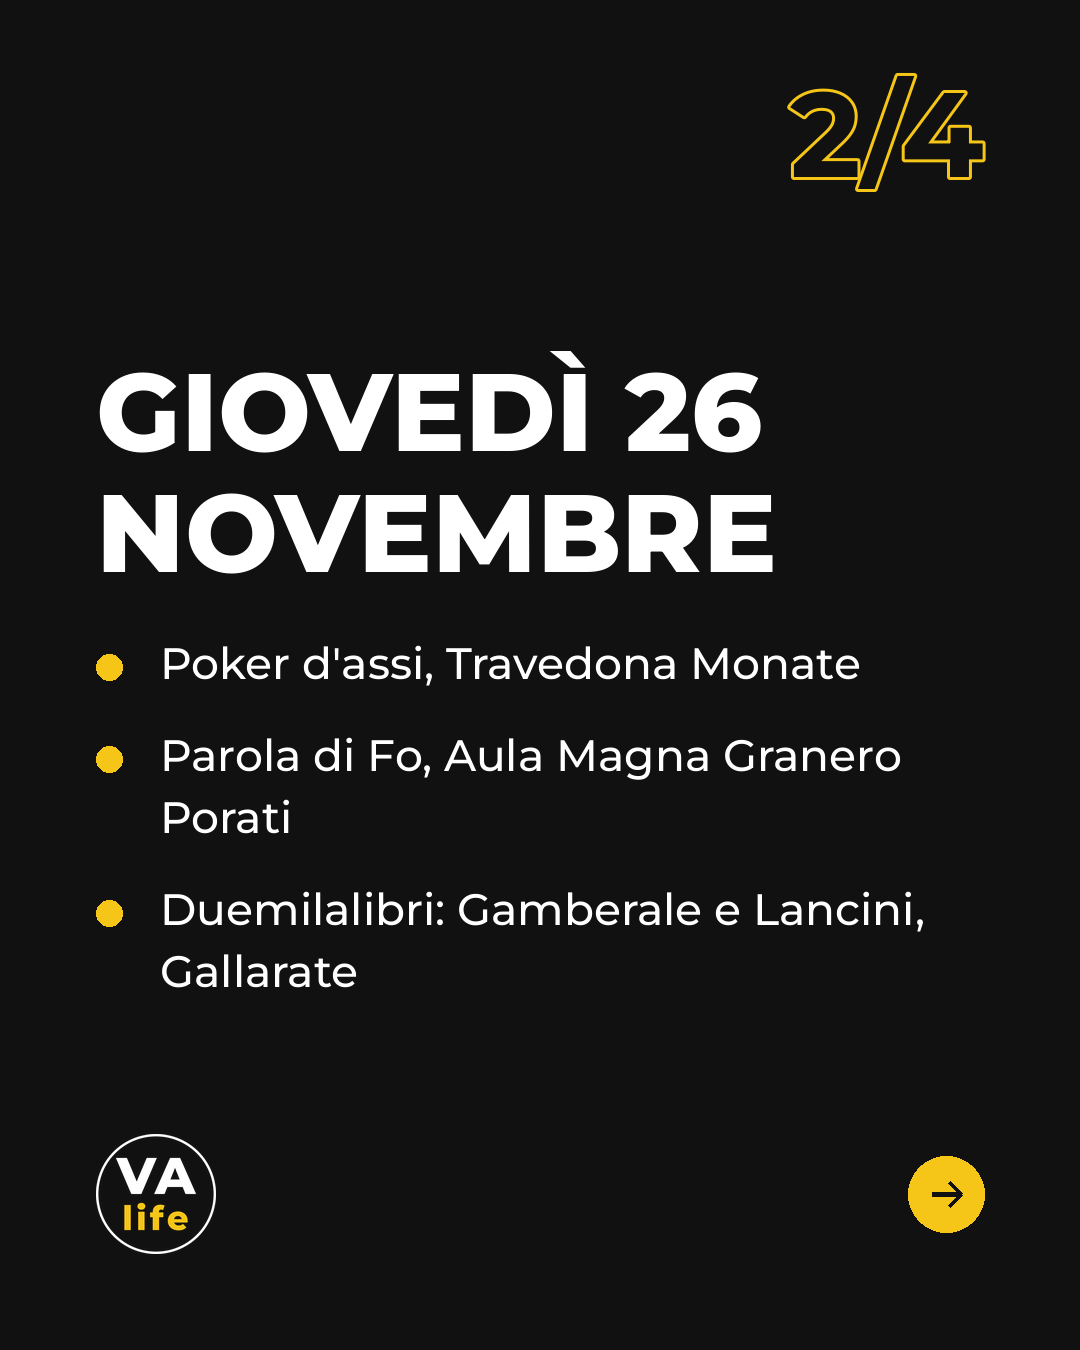 2/4
GIOVEDÌ 26
NOVEMBRE
Poker d'assi, Travedona Monate
Parola di Fo, Aula Magna Granero
Porati
Duemilalibri: Gamberale e Lancini,
Gallarate
VA
life